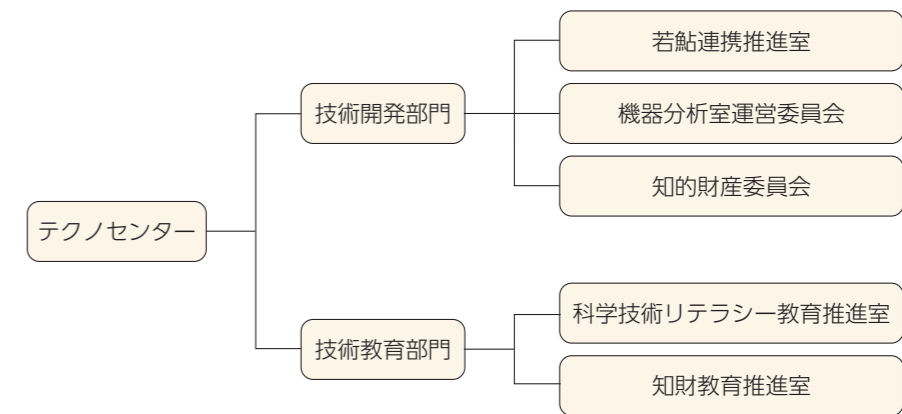 若鮎連携推進室
技術開発部門
機器分析室運営委員会
知的財産委員会
テクノセンター
科学技術リテラシー教育推進室
技術教育部門
知財教育推進室